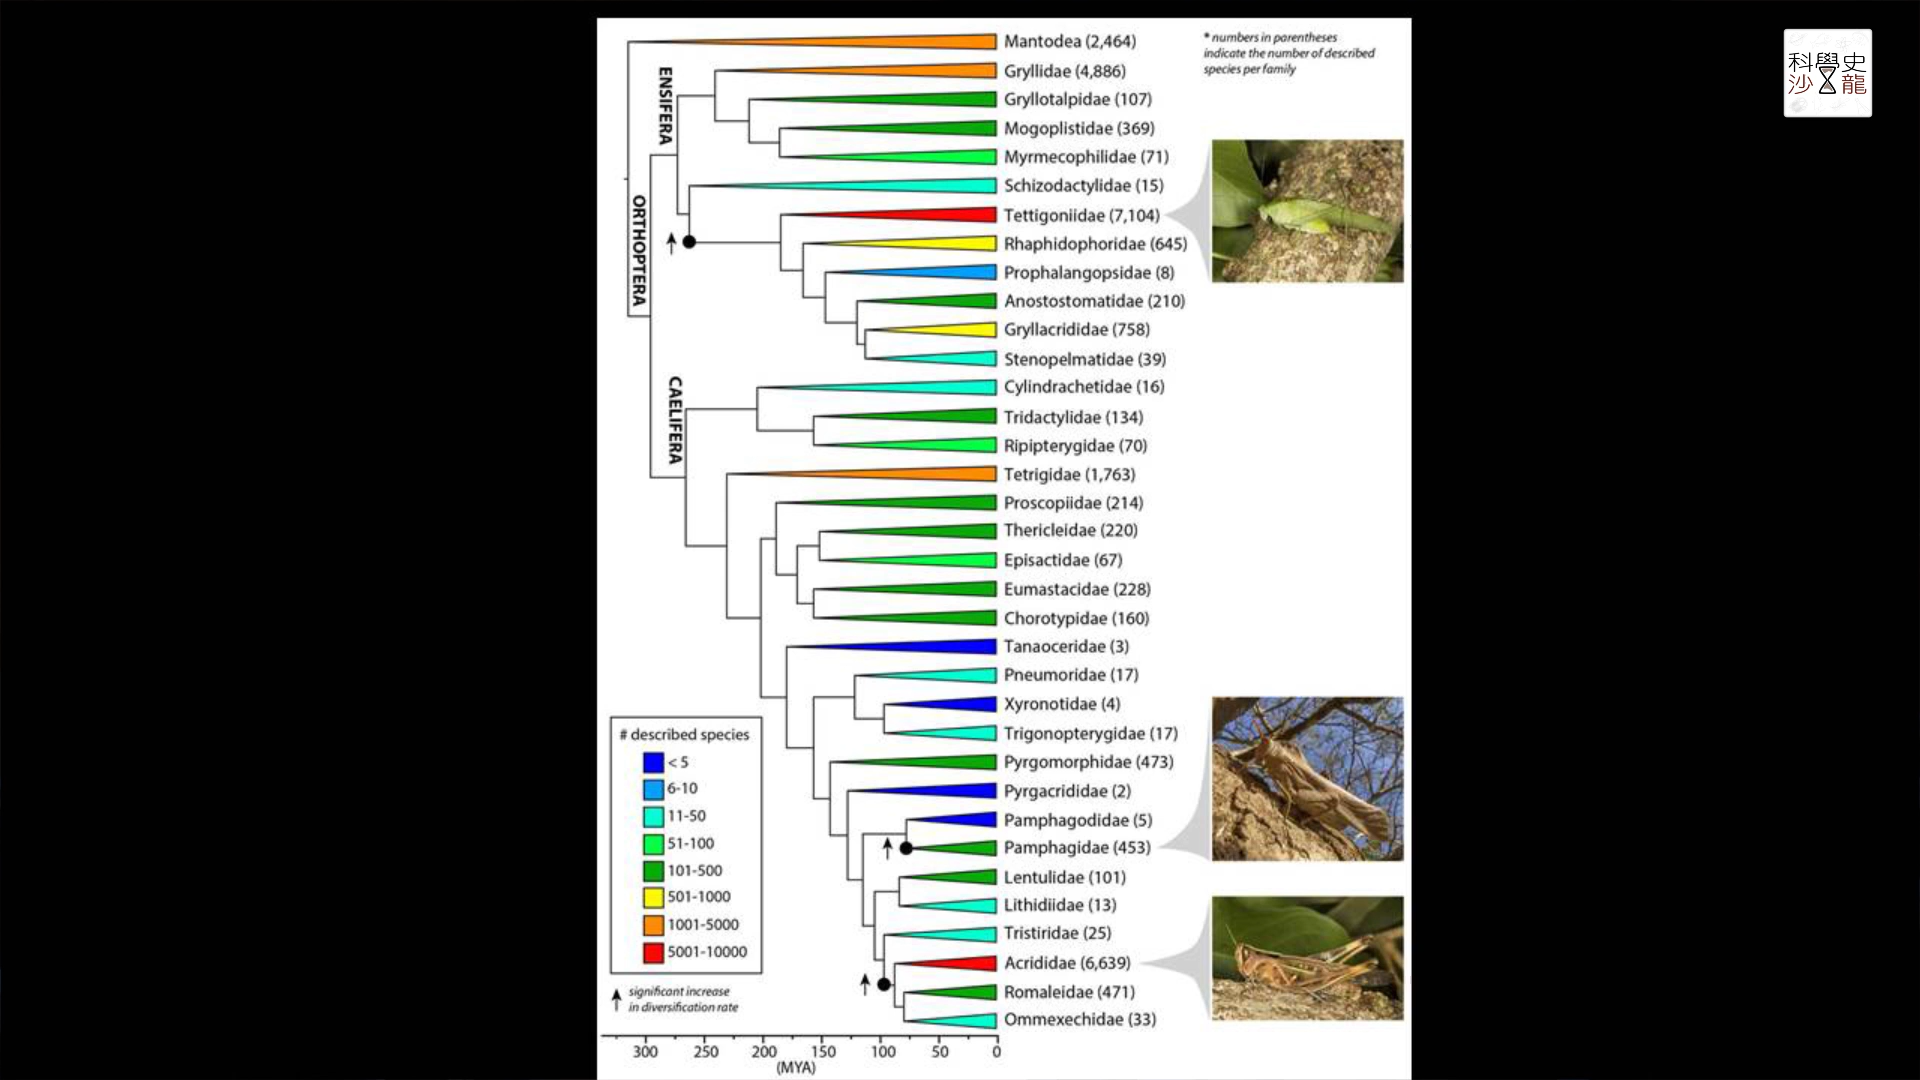 Mantodea (2,464)
Gryllidae (4,886)
Gryllotalpidae (107)
Mogoplistidae (369)
Myrmecophilidae (71)
Schizodactylidae (15)
Tettigoniidae (7,104)
Rhaphidophoridae (645)
Prophalangopsidae (8)
Anostostomatidae (210)
Gryllacrididae (758)
Stenopelmatidae (39)
Cylindrachetidae (16)
Tridactylidae (134)
Ripipterygidae (70)
Tetrigidae (1,763)
Proscopiidae (214)
Thericleidae (220)
Episactidae (67)
Eumastacidae (228)
Chorotypidae (160)
Tanaoceridae (3)
Pneumoridae (17)
Xyronotidae (4)
Trigonopterygidae (17)
Pyrgomorphidae (473)
Pyrgacrididae (2)
Pamphagodidae (5)
Pamphagidae (453)
Lentulidae (101)
Lithidiidae (13)
Tristiridae (25)
Acrididae (6,639)
Romaleidae (471)
Ommexechidae (33)
ENSIFERA
ORTHOPTERA
CAELIFERA
* numbers in parentheses
indicate the number of described
species per family
# described species
< 5
6-10
11-50
51-100
101-500
501-1000
1001-5000
5001-10000
significant increase
in diversification rate
300 250 200 150 100 50 0
(MYA)
科學史
沙龍